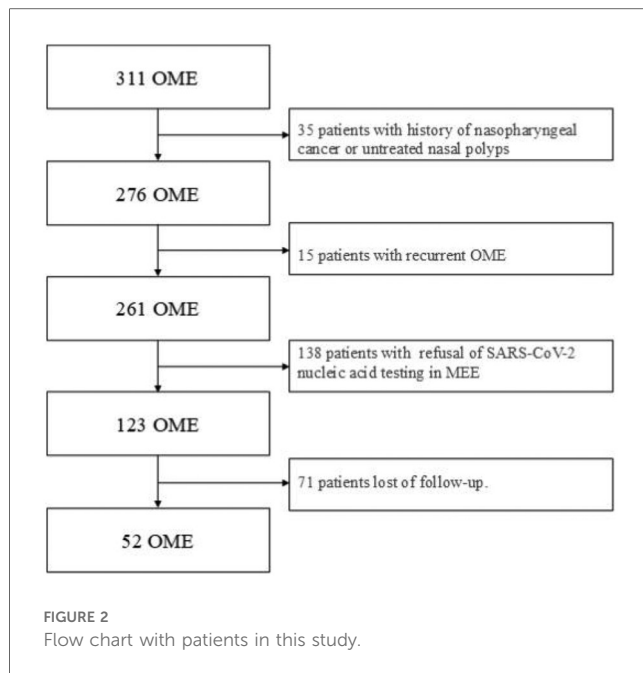 311 OME
35 patients with history of nasopharyngeal
cancer or untreated nasal polyps
276 OME
15 patients with recurrent OME
261 OME
138 patients with refusal of SARS-CoV-2
nucleic acid testing in MEE
123 OME
71 patients lost of follow-up.
52 OME
FIGURE 2
Flow chart with patients in this study.